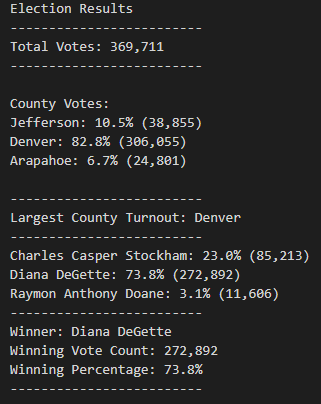 Election Results
-------------------------
Total Votes: 369,711
-------------------------
County Votes:
Jefferson: 10.5% (38,855)
Denver: 82.8% (306,055)
Arapahoe: 6.7% (24,801)
-------------------------
Largest County Turnout: Denver
-------------------------
Charles Casper Stockham: 23.0% (85,213)
Diana DeGette: 73.8% (272,892)
Raymon Anthony Doane: 3.1% (11,606)
-------------------------
Winner: Diana DeGette
Winning Vote Count: 272,892
Winning Percentage: 73.8%
-------------------------